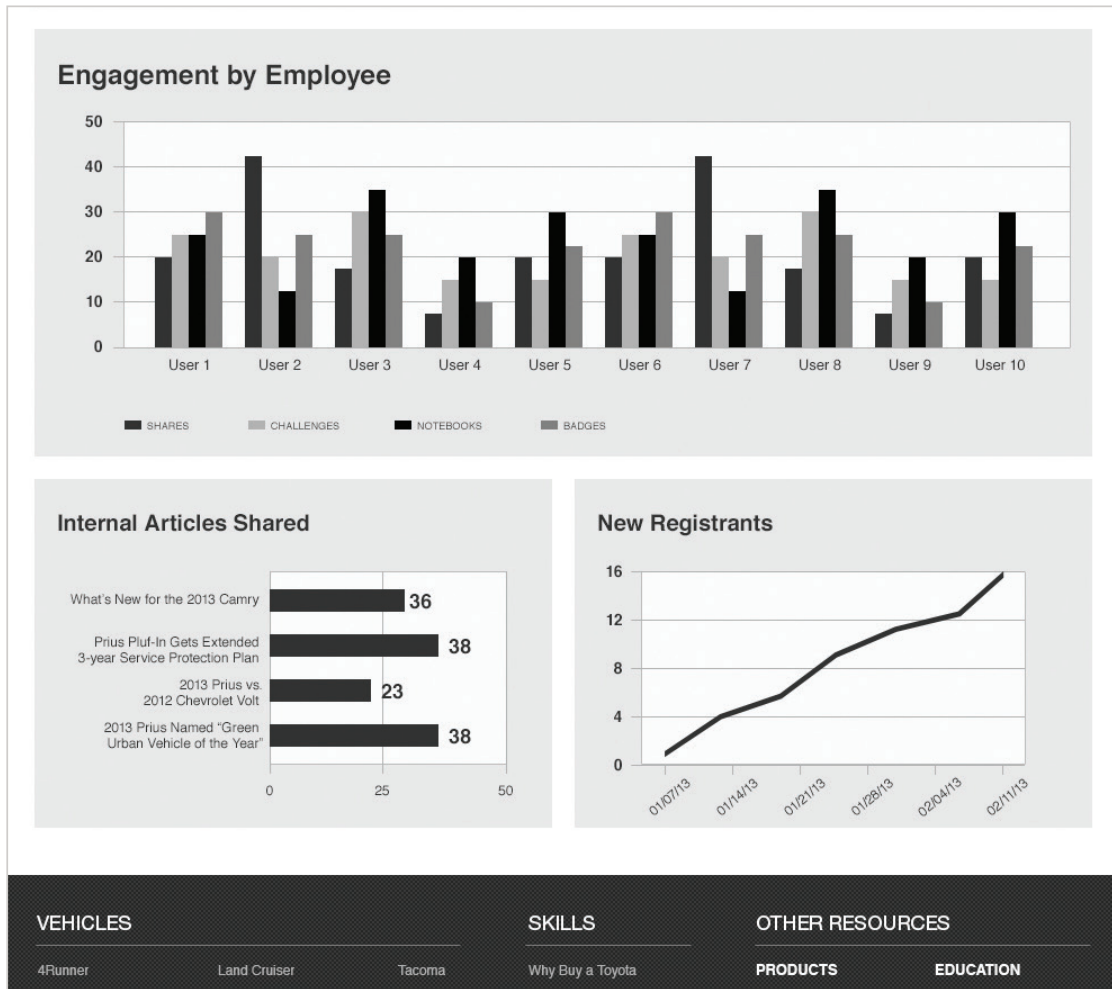 Engagement by Employee
50
40
30
20
10
0
User 1 User 2 User 3 User 4 User 5 User 6 User 7 User 8 User 9 User 10
SHARES CHALLENGES NOTEBOOKS BADGES
Internal Articles Shared
What's New for the 2013 Camry 36
Prius Pluf-In Gets Extended
3-year Service Protection Plan 38
2013 Prius vs.
2012 Chevrolet Volt 23
2013 Prius Named “Green
Urban Vehicle of the Year” 38
0 25 50
New Registrants
16
12
8
4
0
01/07/13 01/14/13 01/21/13 01/28/13 02/04/13 02/11/13
VEHICLES SKILLS OTHER RESOURCES
4Runner Land Cruiser Tacoma Why Buy a Toyota PRODUCTS EDUCATION